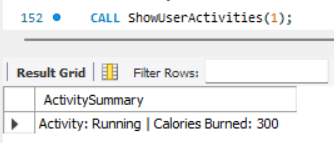 152 CALL ShowUserActivities(1);
Result Grid Filter Rows:
ActivitySummary
Activity: Running | Calories Burned: 300